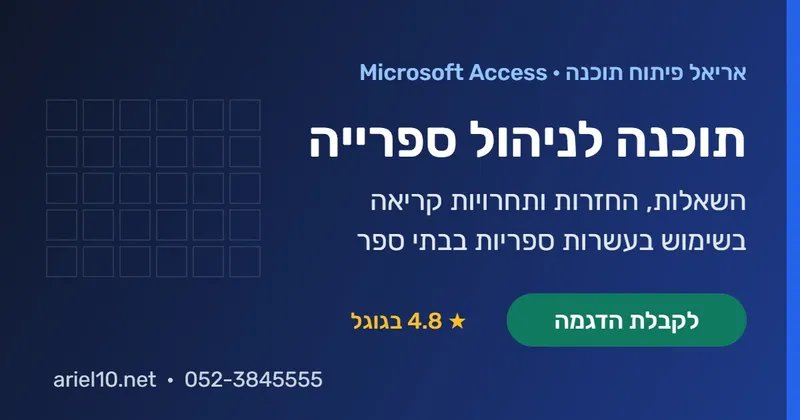 אריאל פיתוח תוכנה • Microsoft Access
תוכנה לניהול ספרייה
השאלות, החזרות ותחרויות קריאה
בשימוש בעשרות ספריות בבתי ספר
לקבלת הדגמה
★ 4.8 בגוגל
ariel10.net • 052-3845555